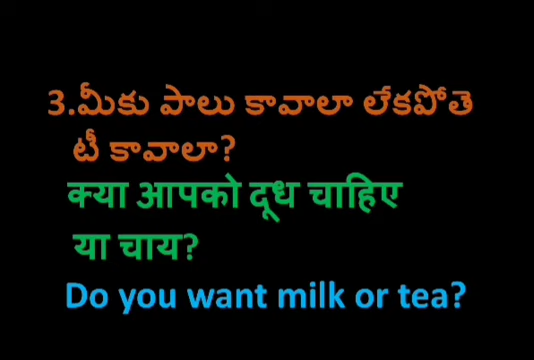 3.మీకు పాలు కావాలా లేకపోతె
టీ కావాలా?
क्या आपको दूध चाहिए
या चाय?
Do you want milk or tea?